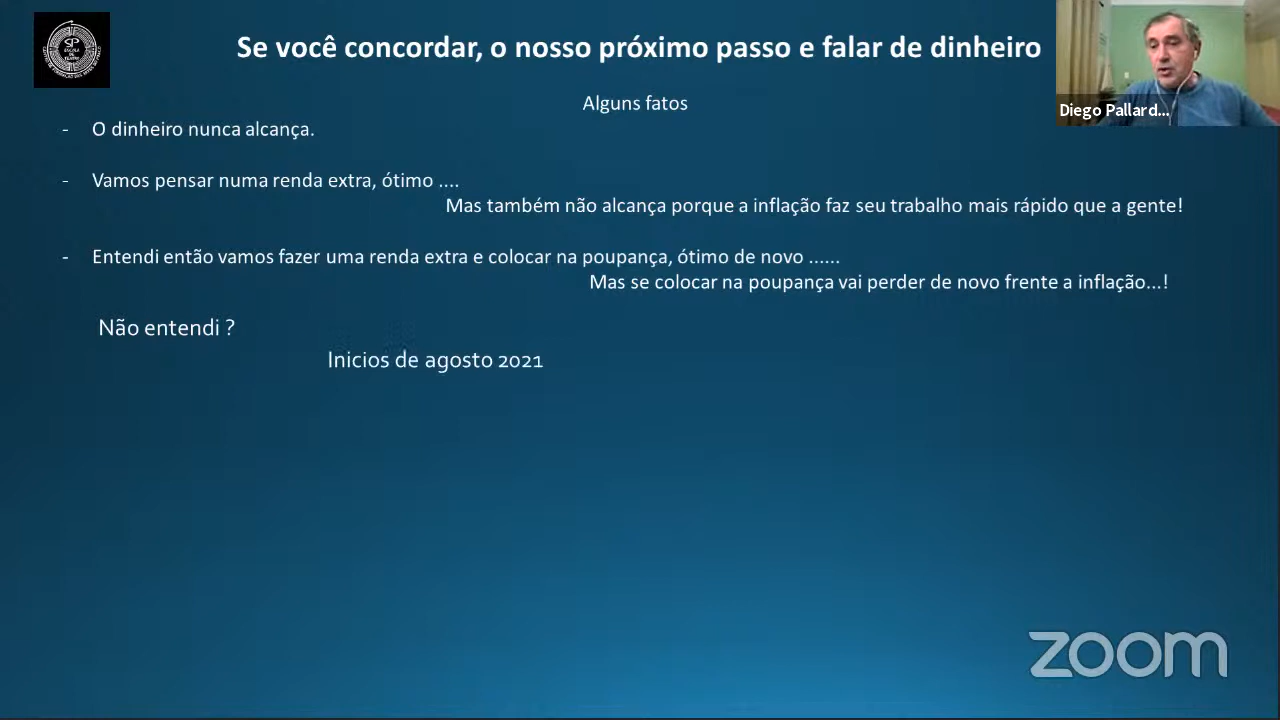 Se você concordar, o nosso próximo passo e falar de dinheiro
Alguns fatos
- O dinheiro nunca alcança.
- Vamos pensar numa renda extra, ótimo ....
Mas também não alcança porque a inflação faz seu trabalho mais rápido que a gente!
- Entendi então vamos fazer uma renda extra e colocar na poupança, ótimo de novo ......
Mas se colocar na poupança vai perder de novo frente a inflação...!
Não entendi ?
Inicios de agosto 2021
Diego Pallard...
SP
zoom